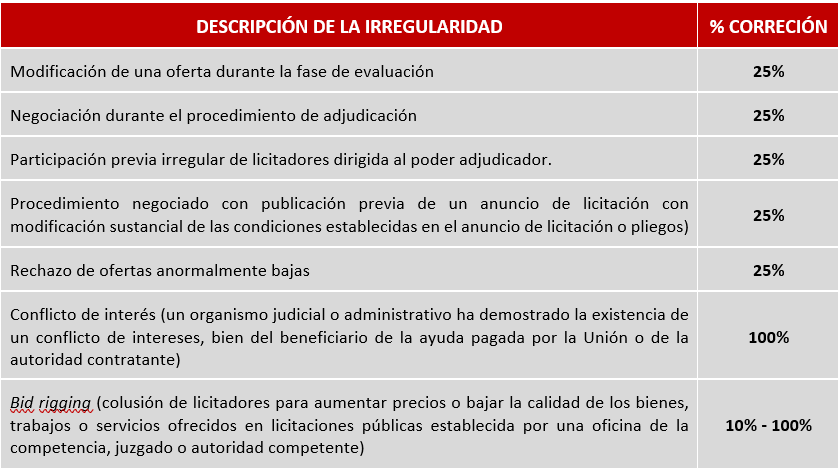 DESCRIPCIÓN DE LA IRREGULARIDAD % CORRECIÓN
Modificación de una oferta durante la fase de evaluación 25%
Negociación durante el procedimiento de adjudicación 25%
Participación previa irregular de licitadores dirigida al poder adjudicador. 25%
Procedimiento negociado con publicación previa de un anuncio de licitación con
modificación sustancial de las condiciones establecidas en el anuncio de licitación o pliegos)
25%
Rechazo de ofertas anormalmente bajas 25%
Conflicto de interés (un organismo judicial o administrativo ha demostrado la existencia de
un conflicto de intereses, bien del beneficiario de la ayuda pagada por la Unión o de la
autoridad contratante)
100%
Bid rigging (colusión de licitadores para aumentar precios o bajar la calidad de los bienes,
trabajos o servicios ofrecidos en licitaciones públicas establecida por una oficina de la
competencia, juzgado o autoridad competente)
10% - 100%